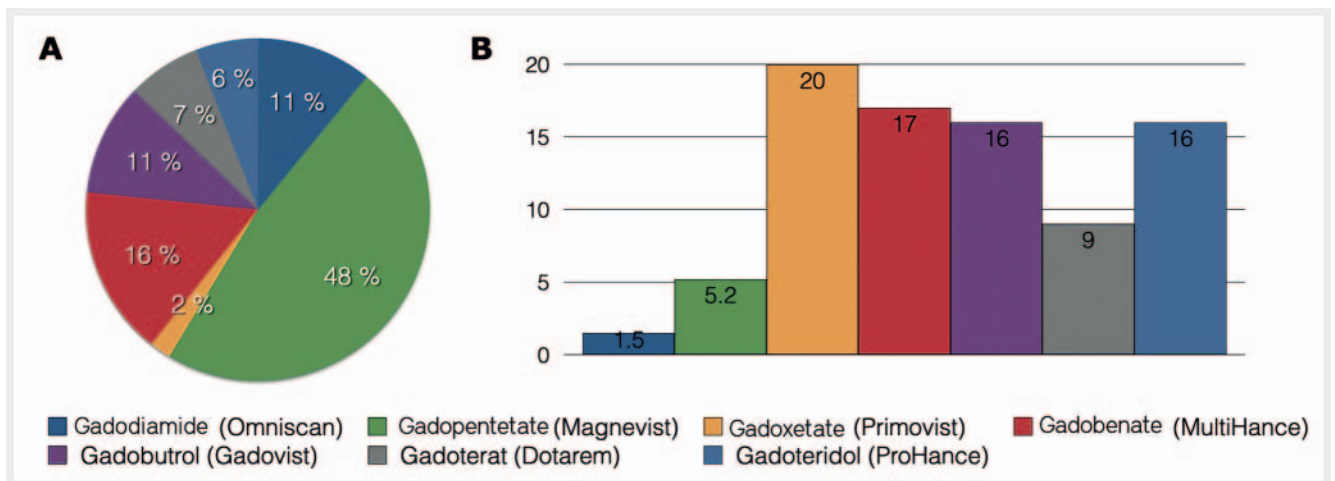 A
6 %
11 %
7 %
11 %
16 %
2 %
48 %
B
20
15
10
5
0
1.5
5.2
20
17
16
9
16
Gadodiamide (Omniscan)
Gadopentetate (Magnevist)
Gadoxetate (Primovist)
Gadobenate (MultiHance)
Gadobutrol (Gadovist)
Gadoterat (Dotarem)
Gadoteridol (ProHance)